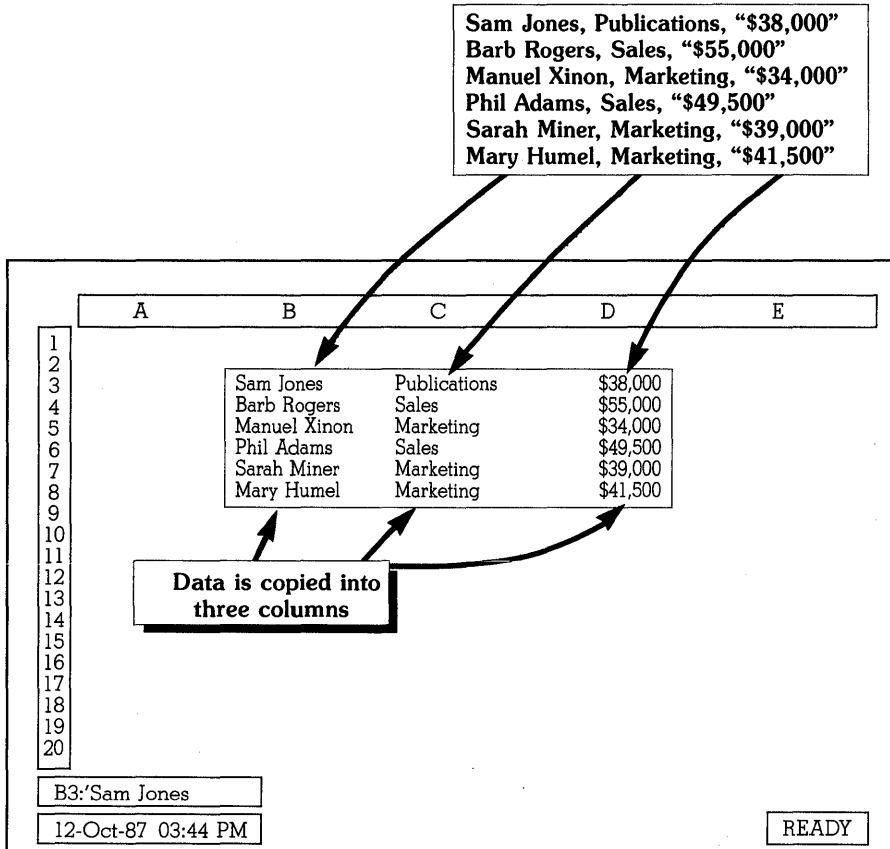 Sam Jones, Publications, “$38,000”
Barb Rogers, Sales, “$55,000”
Manuel Xinon, Marketing, “$34,000”
Phil Adams, Sales, “$49,500”
Sarah Miner, Marketing, “$39,000”
Mary Humel, Marketing, “$41,500”
A B C D E
1
2
3 Sam Jones Publications $38,000
4 Barb Rogers Sales $55,000
5 Manuel Xinon Marketing $34,000
6 Phil Adams Sales $49,500
7 Sarah Miner Marketing $39,000
8 Mary Humel Marketing $41,500
9
10
11
12
13
14
15
16
17
18
19
20
Data is copied into
three columns
B3:'Sam Jones
12-Oct-87 03:44 PM READY